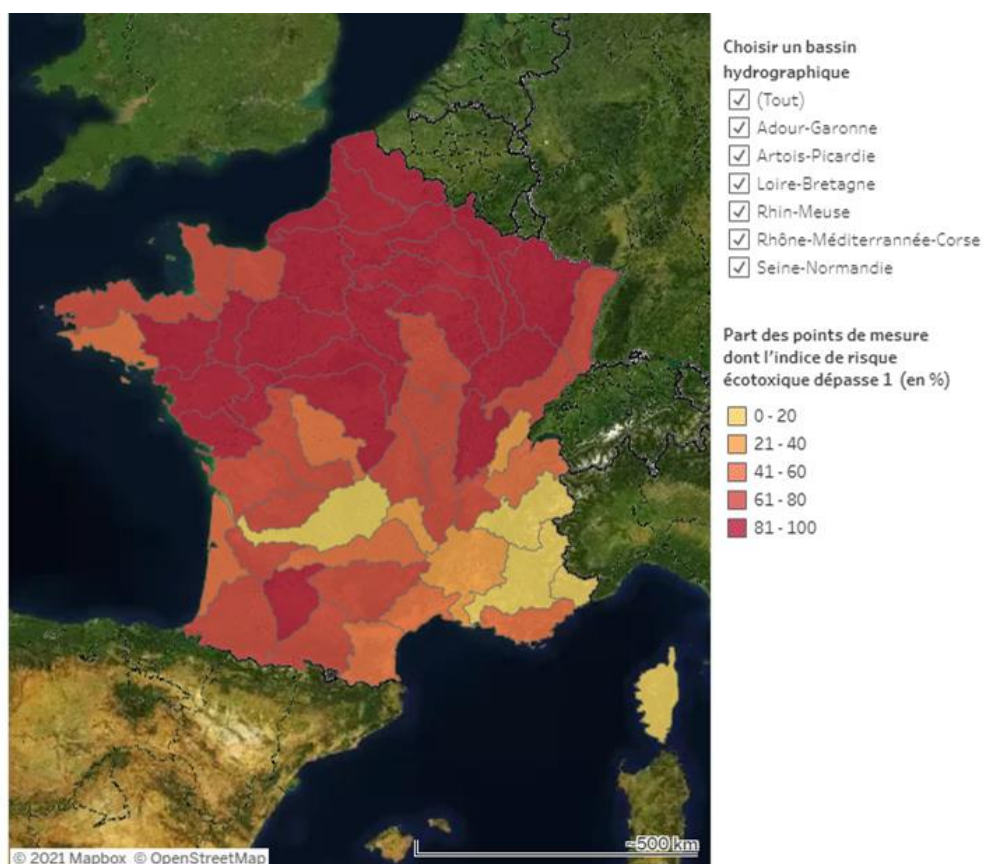 Choisir un bassin
hydrographique
(Tout)
Adour-Garonne
Artois-Picardie
Loire-Bretagne
Rhin-Meuse
Rhône-Méditerrannée-Corse
Seine-Normandie
Part des points de mesure
dont l'indice de risque
écotoxique dépasse 1 (en %)
0 - 20
21 - 40
41 - 60
61 - 80
81 - 100
~500 km
© 2021 Mapbox © OpenStreetMap